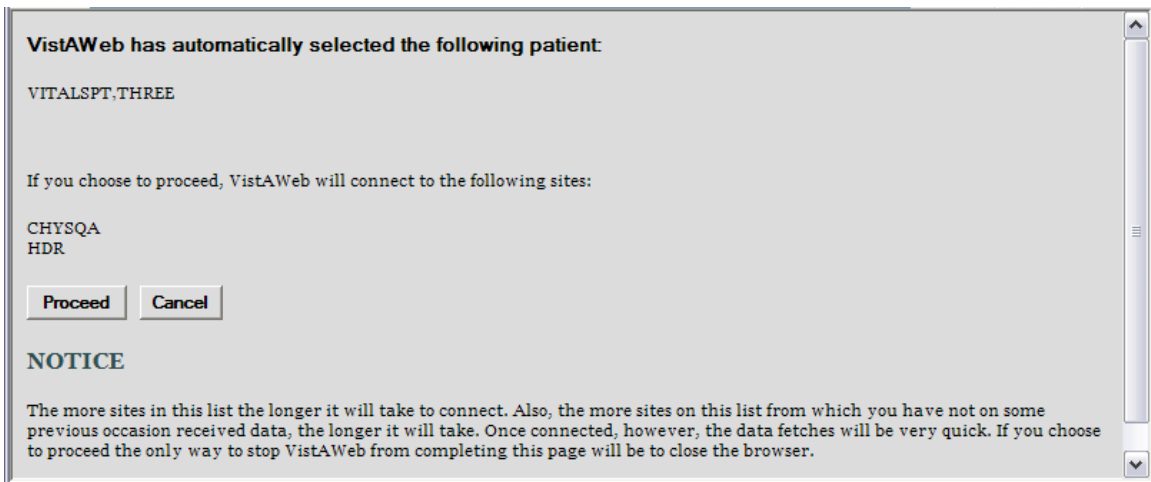 VistAWeb has automatically selected the following patient:
VITALSPT,THREE
If you choose to proceed, VistAWeb will connect to the following sites:
CHYSQA
HDR
Proceed Cancel
NOTICE
The more sites in this list the longer it will take to connect. Also, the more sites on this list from which you have not on some
previous occasion received data, the longer it will take. Once connected, however, the data fetches will be very quick. If you choose
to proceed the only way to stop VistAWeb from completing this page will be to close the browser.